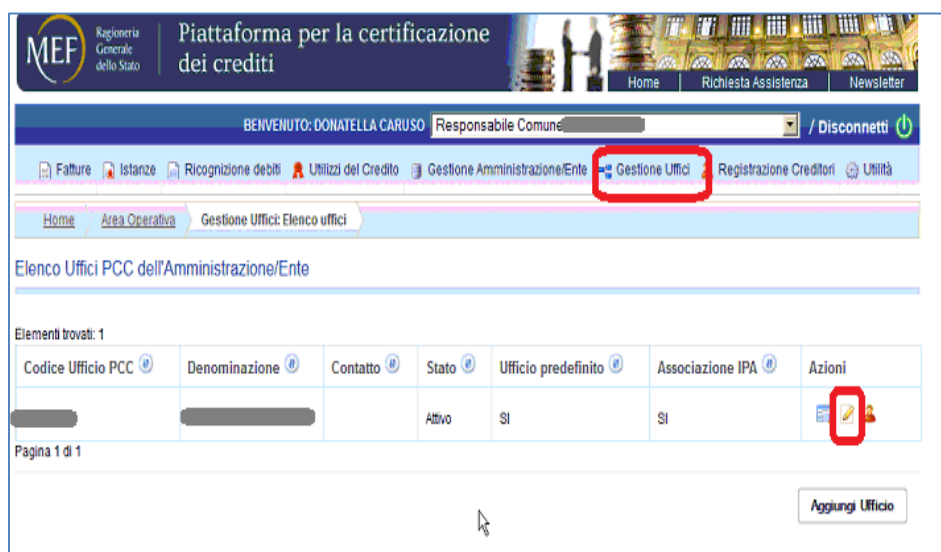 MEF
Ragioneria
Generale
dello Stato
Piattaforma per la certificazione
dei crediti
Home Richiesta Assistenza Newsletter
BENVENUTO: DONATELLA CARUSO Responsabile Comune / Disconnetti
Fatture Istanze Ricognizione debiti Utilizzi del Credito Gestione Amministrazione/Ente Gestione Uffici Registrazione Creditori Utilità
Home Area Operativa Gestione Uffici: Elenco uffici
Elenco Uffici PCC dell'Amministrazione/Ente
Elementi trovati: 1
Codice Ufficio PCC Denominazione Contatto Stato Ufficio predefinito Associazione IPA Azioni
Attivo SI SI
Pagina 1 di 1
Aggiungi Ufficio